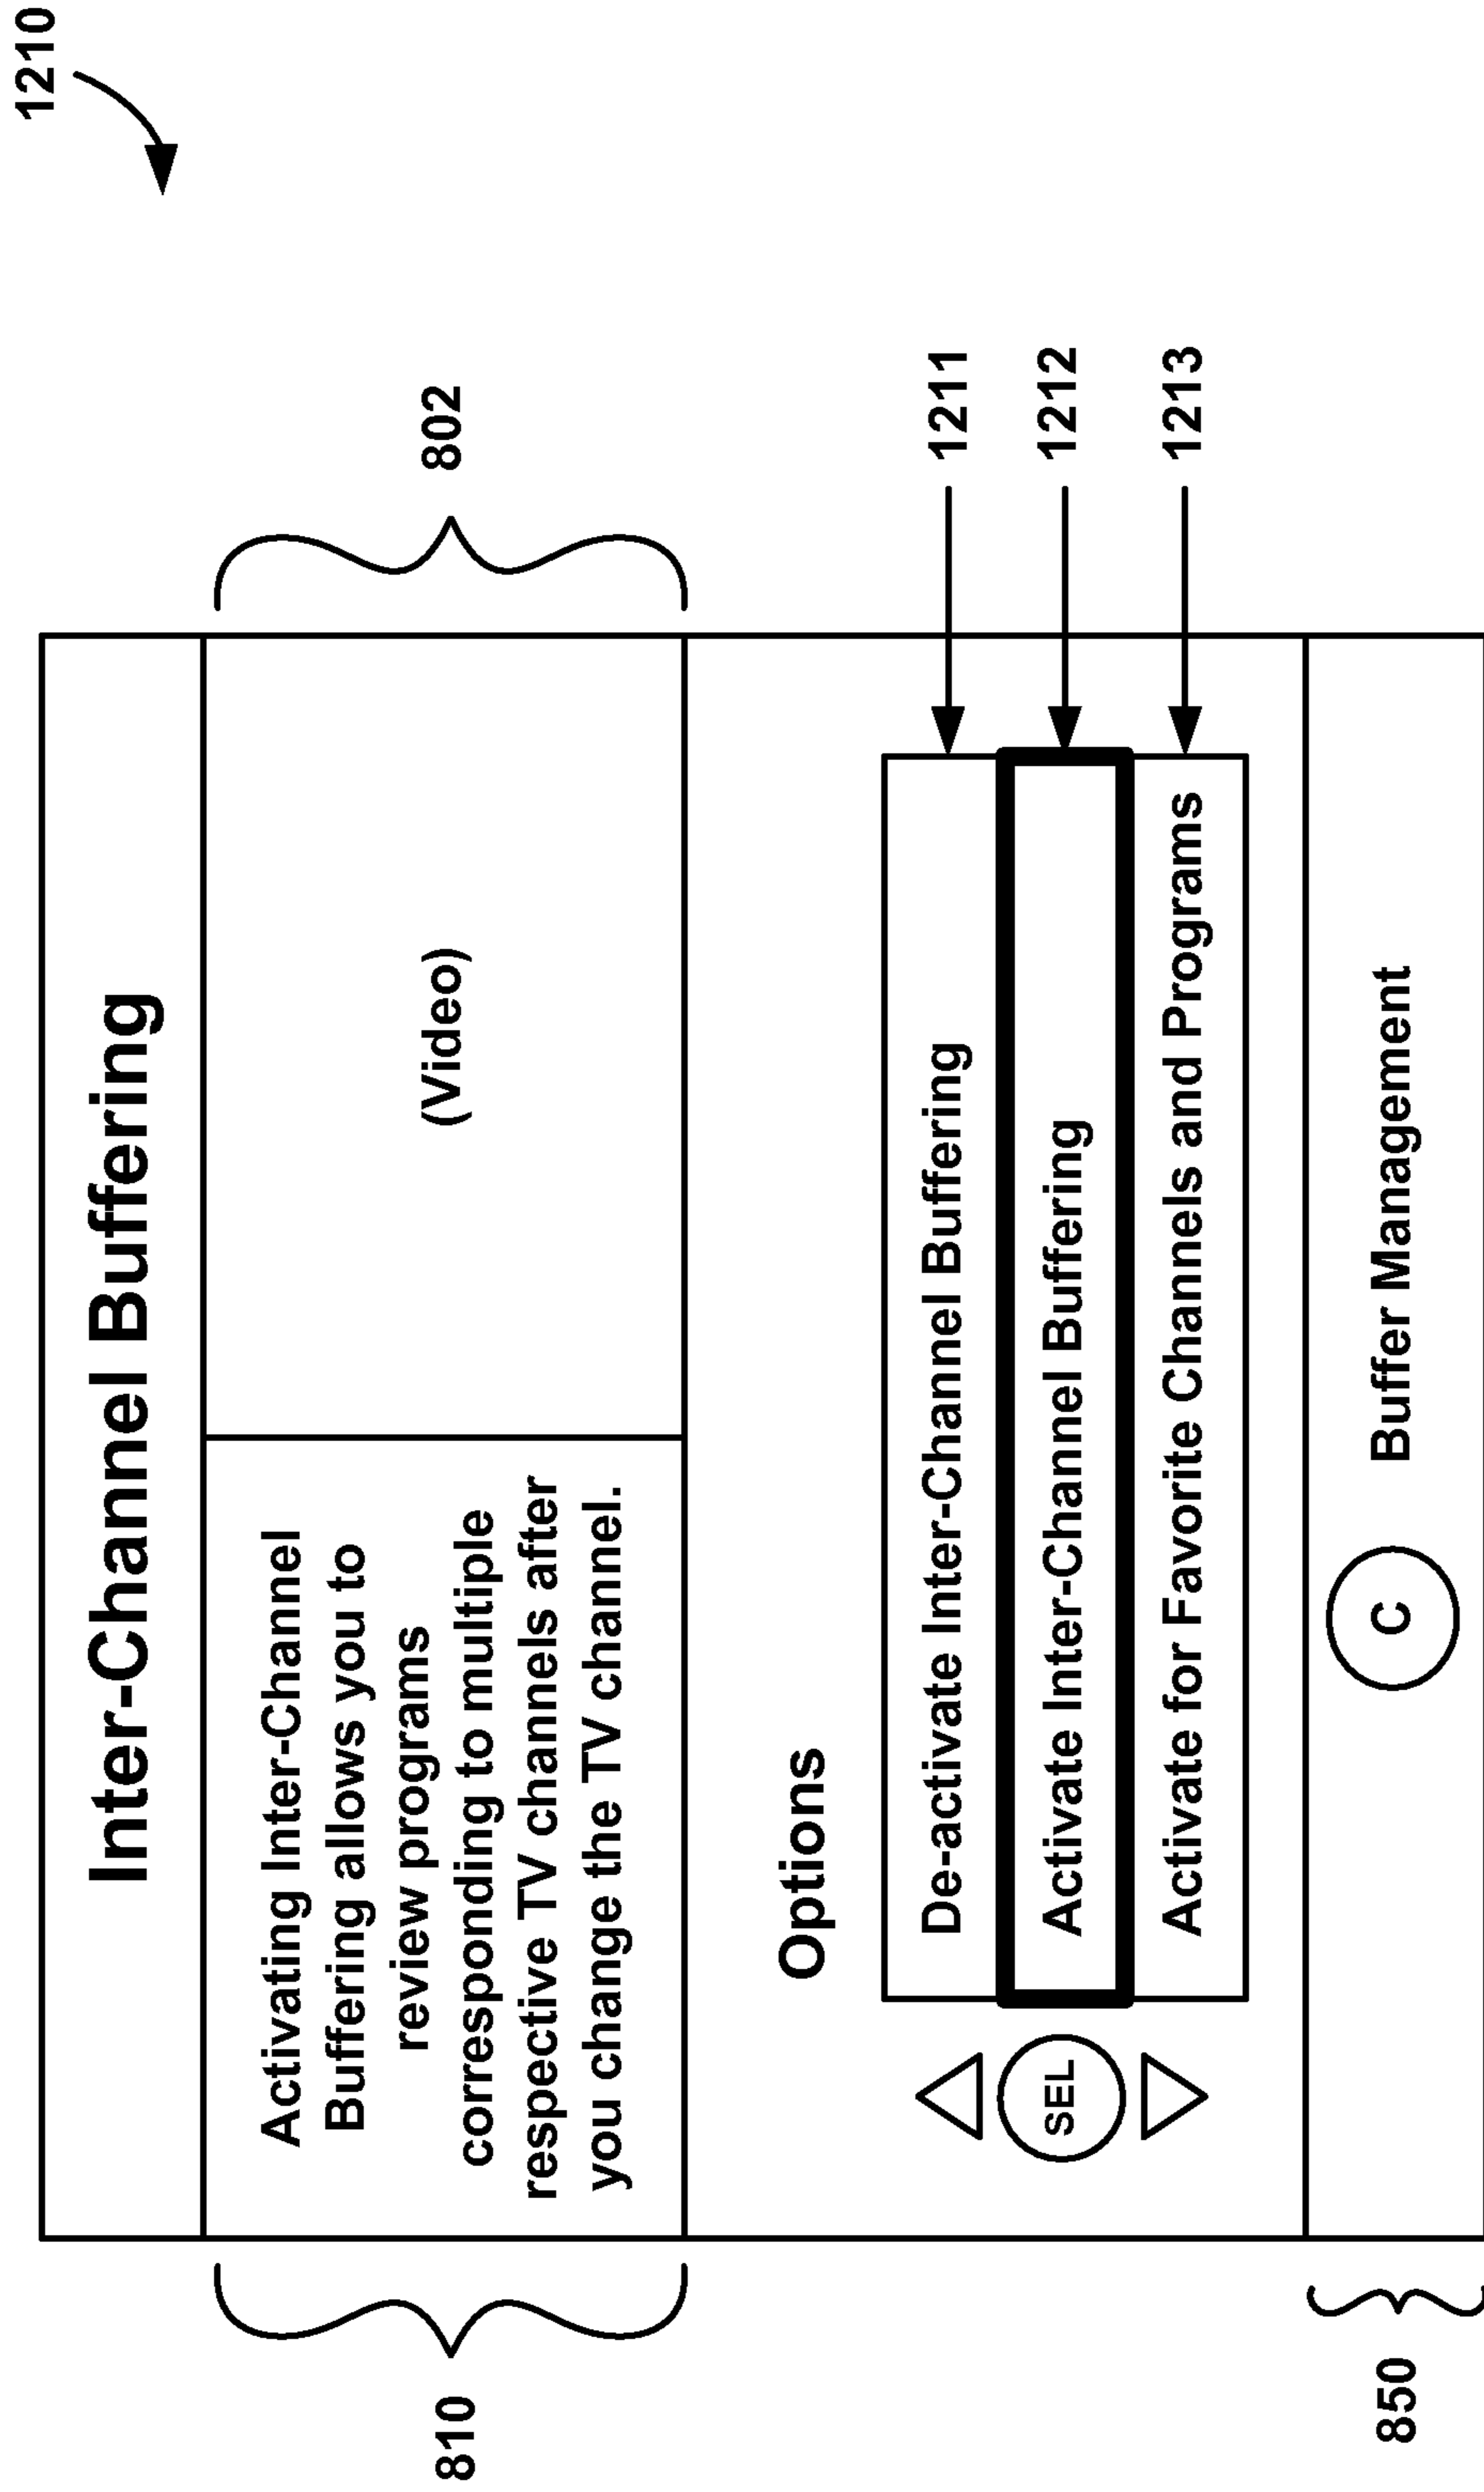 1210
Inter-Channel Buffering
810
Activating Inter-Channel
Buffering allows you to
review programs
corresponding to multiple
respective TV channels after
you change the TV channel.
(Video)
802
Options
SEL
De-activate Inter-Channel Buffering
1211
Activate Inter-Channel Buffering
1212
Activate for Favorite Channels and Programs
1213
850
C
Buffer Management